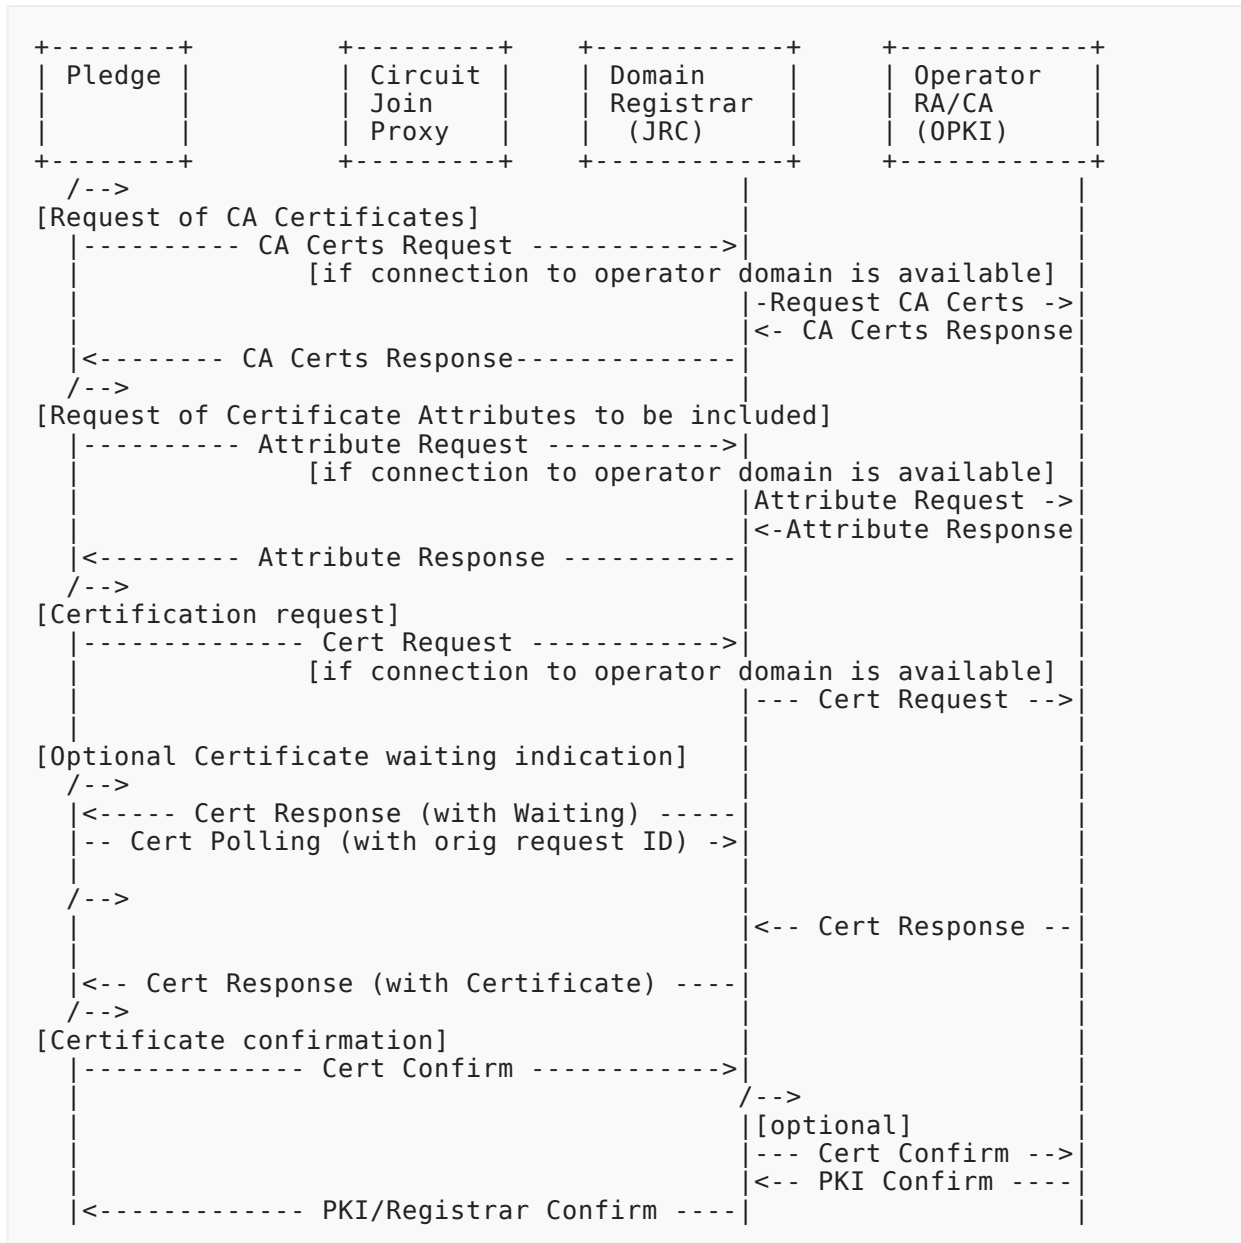 +--------+         +---------+    +------------+     +------------+
| Pledge |         | Circuit |    | Domain     |     | Operator   |
|        |         | Join    |    | Registrar  |     | RA/CA      |
|        |         | Proxy   |    |  (JRC)     |     | (OPKI)     |
+--------+         +---------+    +------------+     +------------+
  /-->                                      |                    |
[Request of CA Certificates]                |                    |
  |---------- CA Certs Request ------------>|                    |
  |              [if connection to operator domain is available] |
  |                                         |-Request CA Certs ->|
  |                                         |<- CA Certs Response|
  |<-------- CA Certs Response--------------|                    |
  /-->                                      |                    |
[Request of Certificate Attributes to be included]               |
  |---------- Attribute Request ----------->|                    |
  |              [if connection to operator domain is available] |
  |                                         |Attribute Request ->|
  |                                         |<-Attribute Response|
  |<--------- Attribute Response -----------|                    |
  /-->                                      |                    |
[Certification request]                     |                    |
  |-------------- Cert Request ------------>|                    |
  |              [if connection to operator domain is available] |
  |                                         |--- Cert Request -->|
  |                                         |                    |
[Optional Certificate waiting indication]   |                    |
  /-->                                      |                    |
  |<----- Cert Response (with Waiting) -----|                    |
  |-- Cert Polling (with orig request ID) ->|                    |
  |                                         |                    |
  /-->                                      |                    |
  |                                         |<-- Cert Response --|
  |                                         |                    |
  |<-- Cert Response (with Certificate) ----|                    |
  /-->                                      |                    |
[Certificate confirmation]                  |                    |
  |-------------- Cert Confirm ------------>|                    |
  |                                         /-->                 |
  |                                         |[optional]          |
  |                                         |--- Cert Confirm -->|
  |                                         |<-- PKI Confirm ----|
  |<------------- PKI/Registrar Confirm ----|                    |